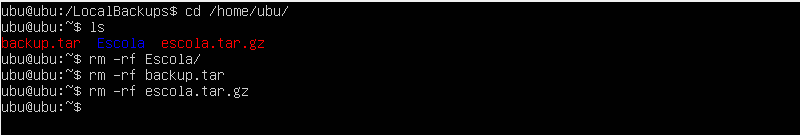 ubu@ubu:/LocalBackups$ cd /home/ubu/
ubu@ubu:~$ ls
backup.tar  Escola  escola.tar.gz
ubu@ubu:~$ rm -rf Escola/
ubu@ubu:~$ rm -rf backup.tar
ubu@ubu:~$ rm -rf escola.tar.gz
ubu@ubu:~$